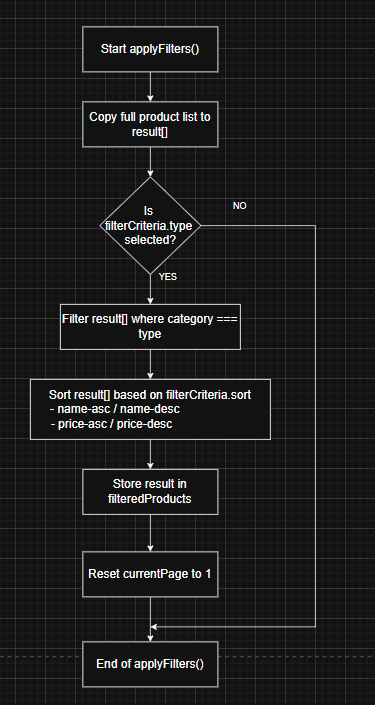 Start applyFilters()
Copy full product list to
result[]
Is
filterCriteria.type
selected?
NO
YES
Filter result[] where category ===
type
Sort result[] based on filterCriteria.sort
- name-asc / name-desc
- price-asc / price-desc
Store result in
filteredProducts
Reset currentPage to 1
End of applyFilters()